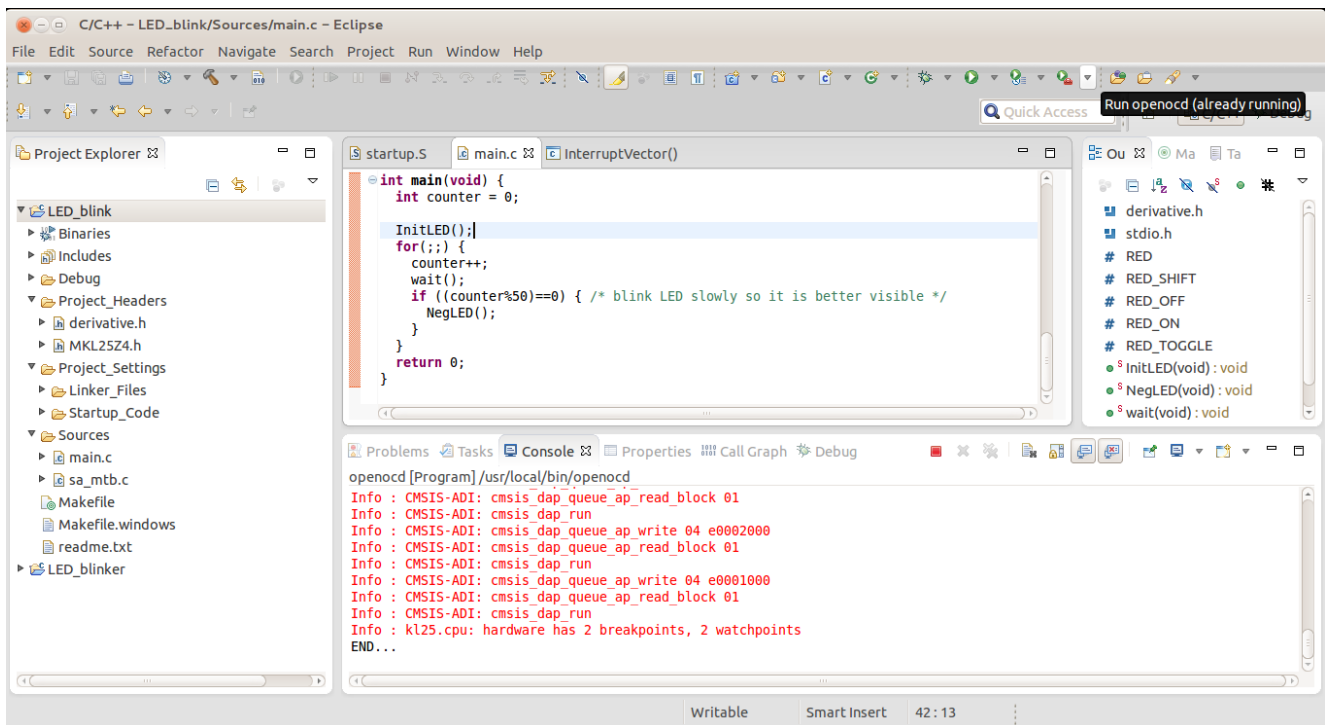 C/C++ – LED_blink/Sources/main.c – Eclipse
File Edit Source Refactor Navigate Search Project Run Window Help
Quick Access
Run openocd (already running)
Project Explorer
LED_blink
Binaries
Includes
Debug
Project_Headers
derivative.h
MKL25Z4.h
Project_Settings
Linker_Files
Startup_Code
Sources
main.c
sa_mtb.c
Makefile
Makefile.windows
readme.txt
LED_blinker
startup.S main.c InterruptVector()
int main(void) {
int counter = 0;
InitLED();
for(;;) {
counter++;
wait();
if ((counter%50)==0) { /* blink LED slowly so it is better visible */
NegLED();
}
}
return 0;
}
Ou Ma Ta
derivative.h
stdio.h
# RED
# RED_SHIFT
# RED_OFF
# RED_ON
# RED_TOGGLE
S InitLED(void) : void
S NegLED(void) : void
S wait(void) : void
Problems Tasks Console Properties Call Graph Debug
openocd [Program] /usr/local/bin/openocd
Info : CMSIS-ADI: cmsis_dap_queue_ap_read_block 01
Info : CMSIS-ADI: cmsis_dap_run
Info : CMSIS-ADI: cmsis_dap_queue_ap_write 04 e0002000
Info : CMSIS-ADI: cmsis_dap_queue_ap_read_block 01
Info : CMSIS-ADI: cmsis_dap_run
Info : CMSIS-ADI: cmsis_dap_queue_ap_write 04 e0001000
Info : CMSIS-ADI: cmsis_dap_queue_ap_read_block 01
Info : CMSIS-ADI: cmsis_dap_run
Info : kl25.cpu: hardware has 2 breakpoints, 2 watchpoints
END...
Writable Smart Insert 42 : 13